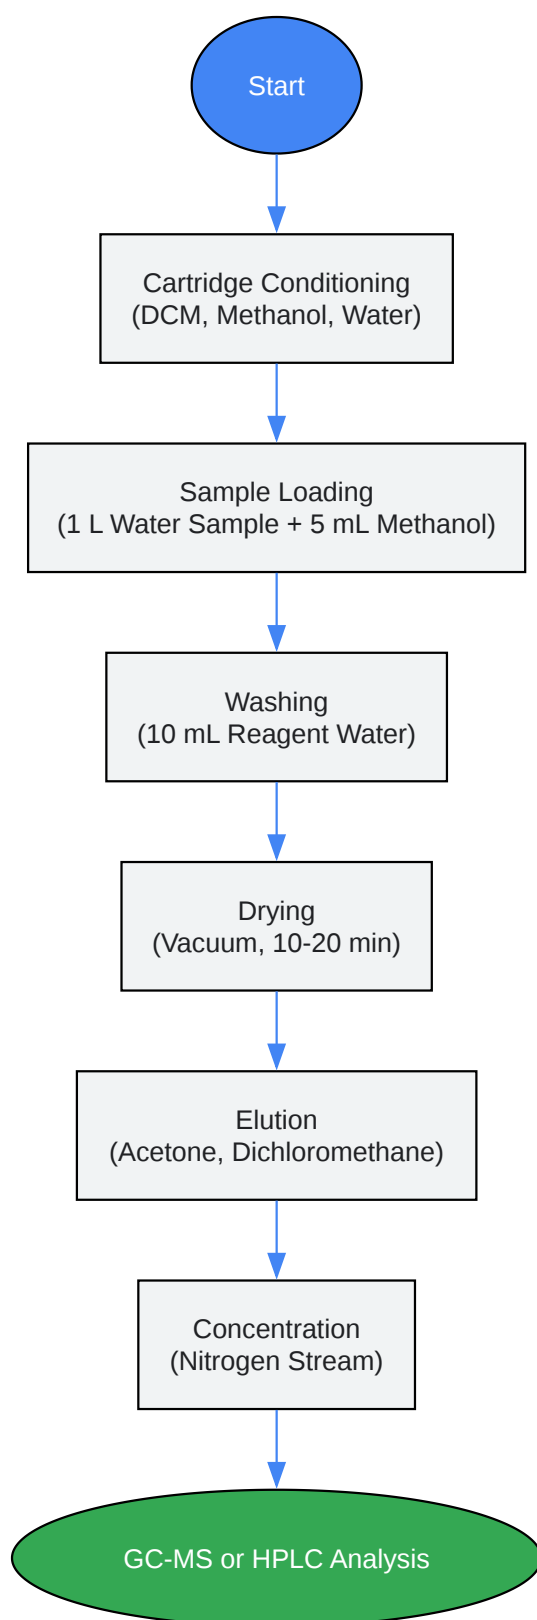 Start
Cartridge Conditioning
(DCM, Methanol, Water)
Sample Loading
(1 L Water Sample + 5 mL Methanol)
Washing
(10 mL Reagent Water)
Drying
(Vacuum, 10-20 min)
Elution
(Acetone, Dichloromethane)
Concentration
(Nitrogen Stream)
GC-MS or HPLC Analysis